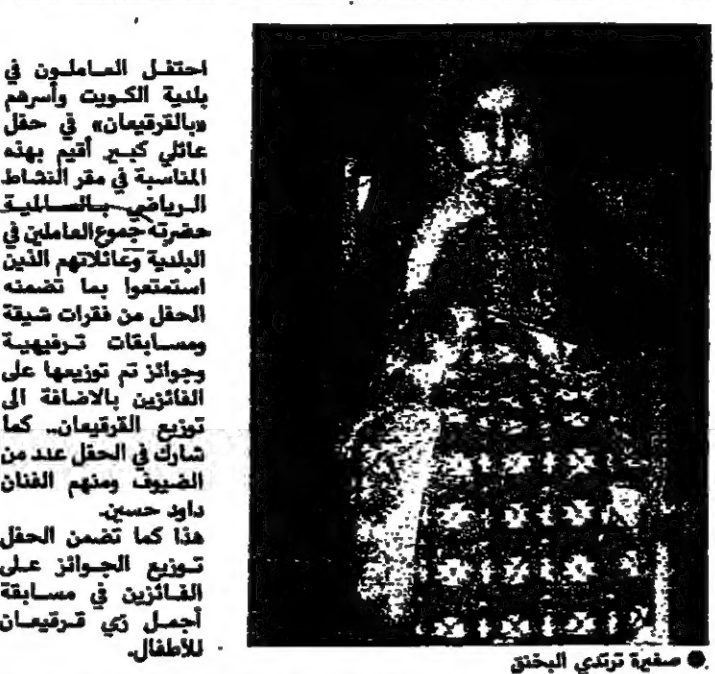 احتفل العاملون في
بلدية الكويت وأسرهم
«بالقرقيعان» في حفل
عائلي كبير أقيم بهذه
المناسبة في مقر النشاط
الرياضي بالسالمية
حضرته جموع العاملين في
البلدية وعائلاتهم الذين
استمتعوا بما تضمنه
الحفل من فقرات شيقة
ومسابقات ترفيهية
وجوائز تم توزيعها على
الفائزين بالاضافة الى
توزيع القرقيعان.. كما
شارك في الحفل عدد من
الضيوف ومنهم الفنان
داود حسين.
هذا كما تضمن الحفل
توزيع الجوائز على
الفائزين في مسابقة
أجمل زي قرقيعان
للأطفال.
● صغيرة ترتدي البخنق